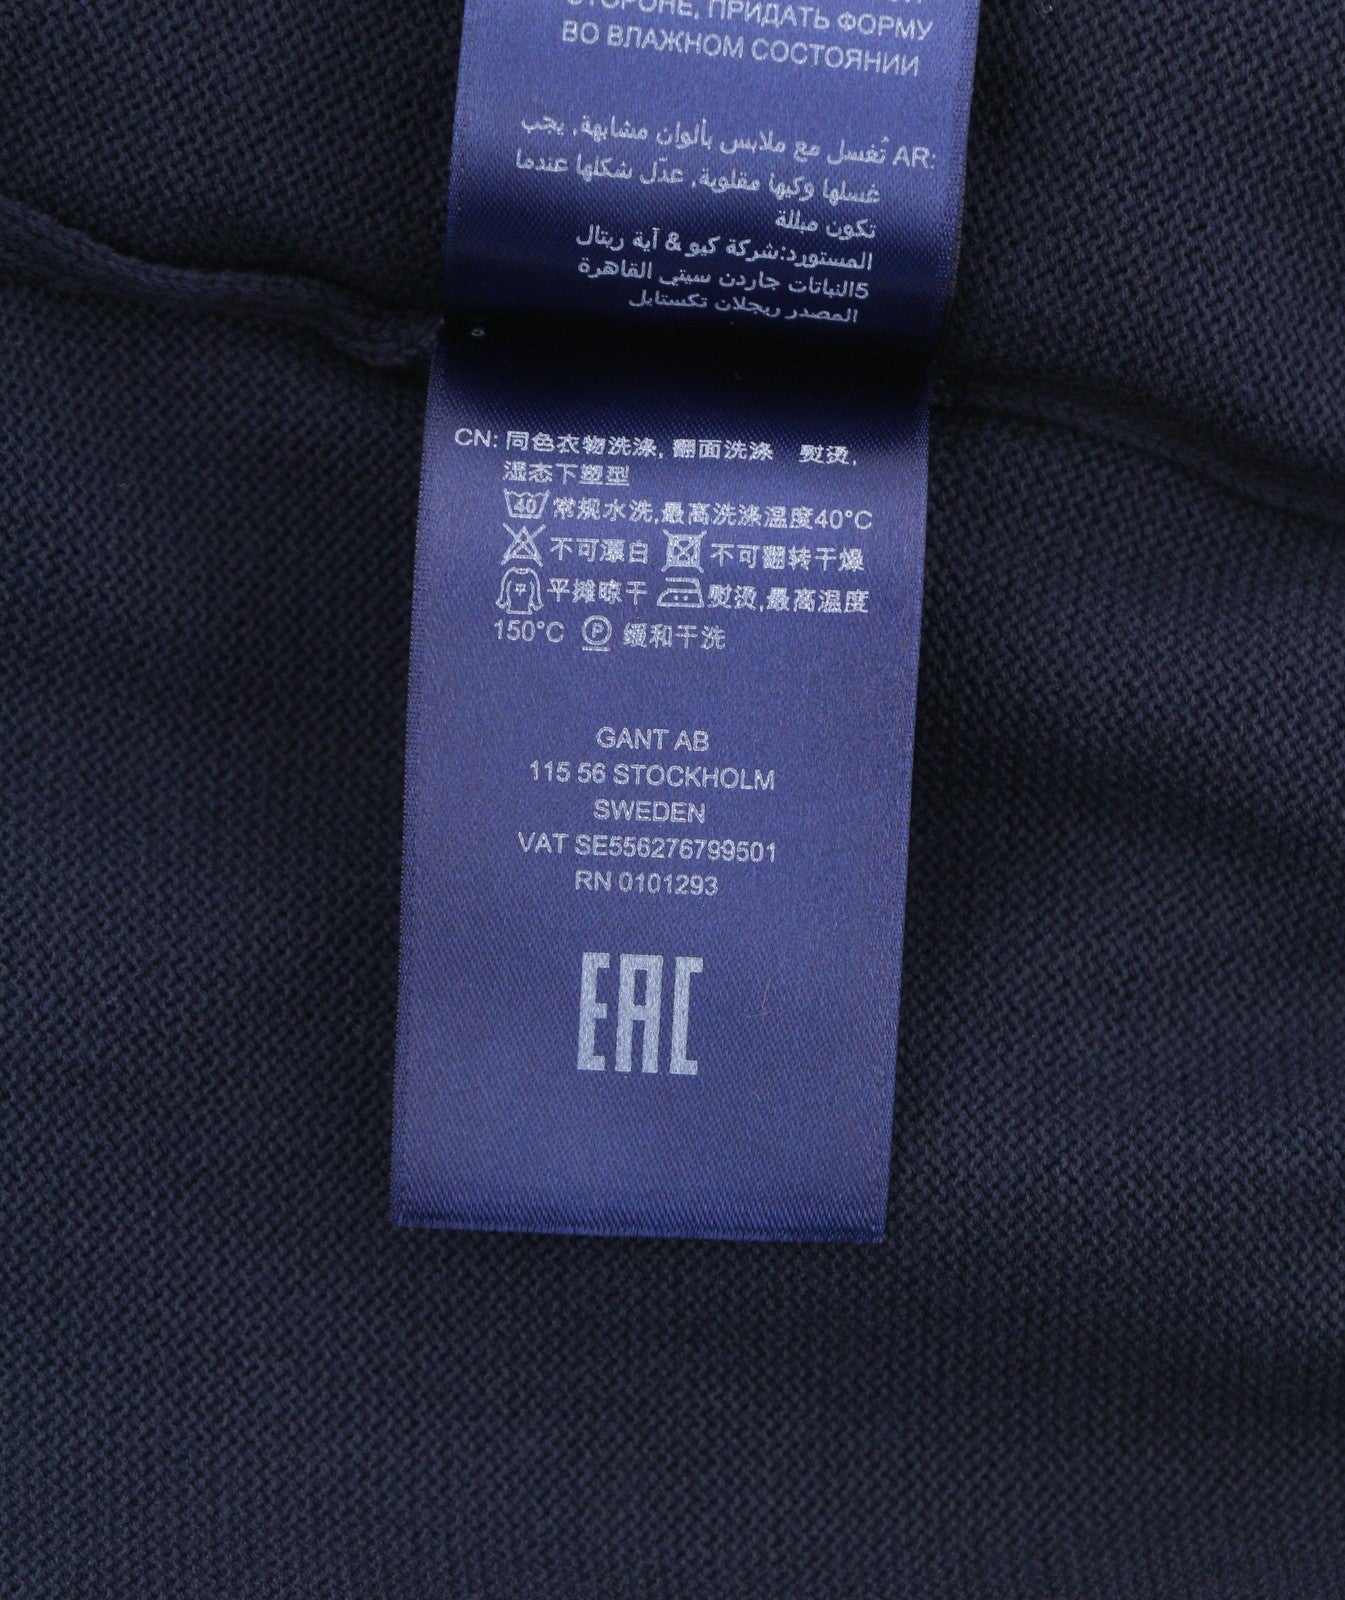 СТОРОНЕ, ПРИДАТЬ ФОРМУ
ВО ВЛАЖНОМ СОСТОЯНИИ
AR: تُغسل مع ملابس بألوان مشابهة, يجب
غسلها وكيها مقلوبة, عدّل شكلها عندما
تكون مبللة
المستورد:شركة كيو & آية ريتال
5النباتات جاردن سيتي القاهرة
المصدر ريجلان تكستايل
CN: 同色衣物洗涤, 翻面洗涤 熨烫,
湿态下塑型
40 常规水洗,最高洗涤温度40°C
不可漂白 不可翻转干燥
平摊晾干 熨烫,最高温度
150°C P 缓和干洗
GANT AB
115 56 STOCKHOLM
SWEDEN
VAT SE556276799501
RN 0101293
EAC